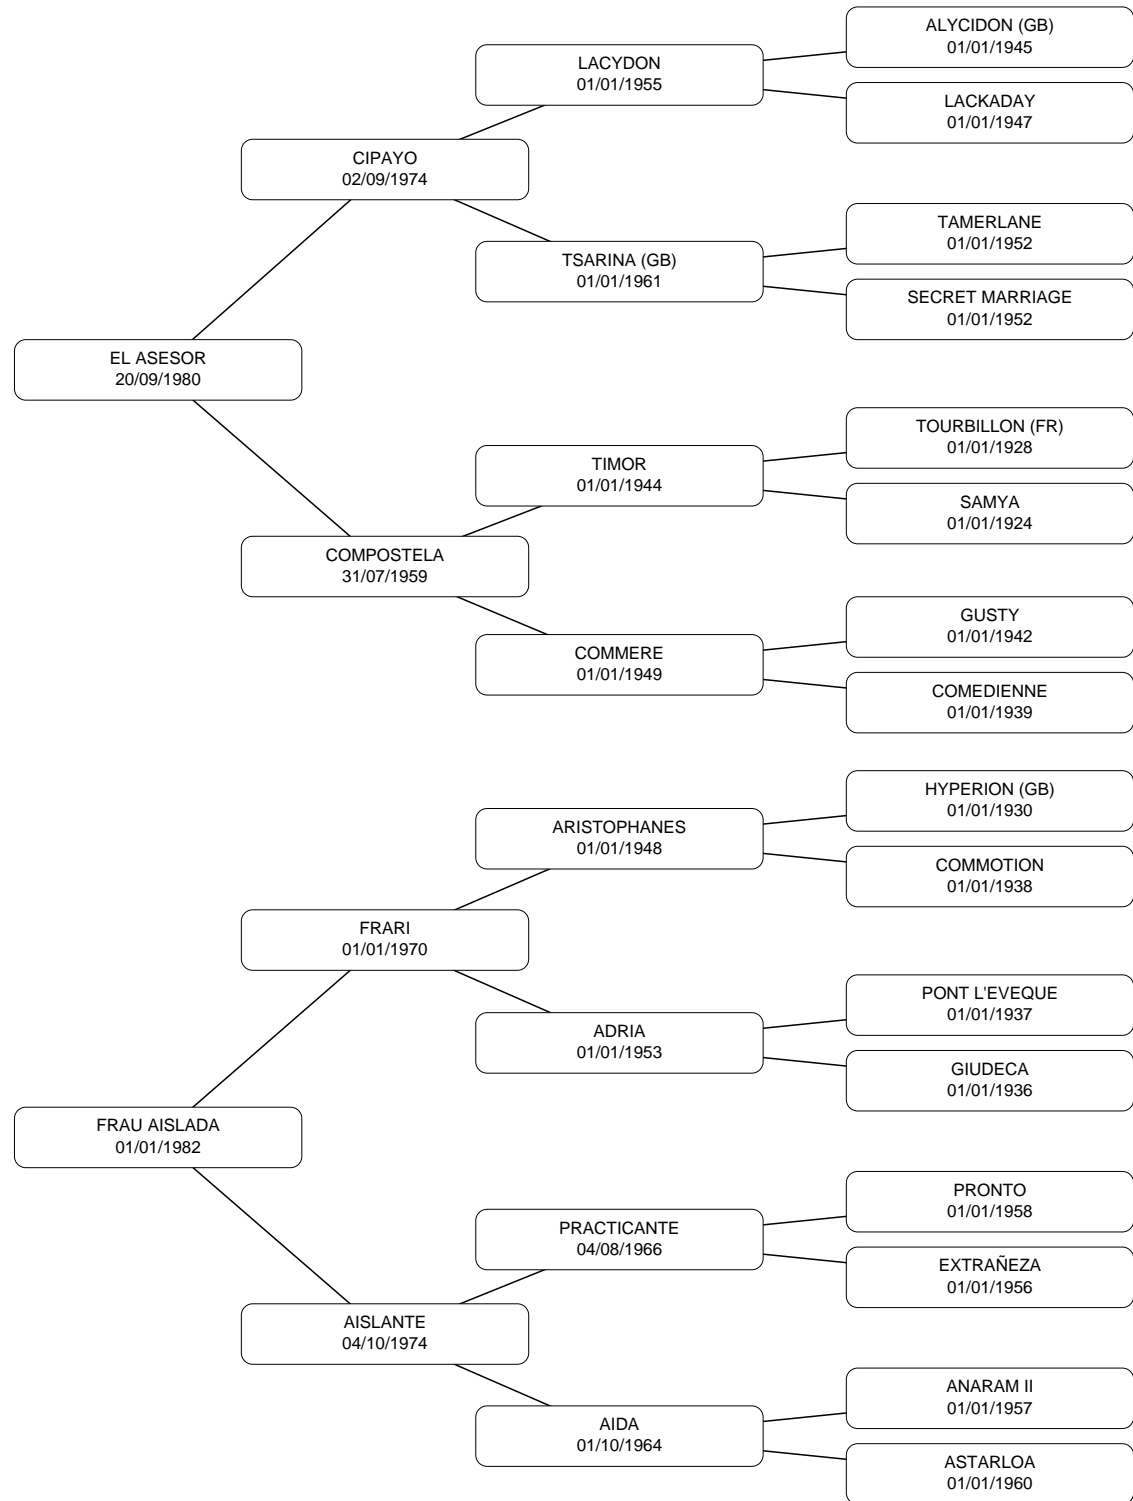 ALYCIDON (GB)
01/01/1945
LACYDON
01/01/1955
LACKADAY
01/01/1947
CIPAYO
02/09/1974
TAMERLANE
01/01/1952
TSARINA (GB)
01/01/1961
SECRET MARRIAGE
01/01/1952
EL ASESOR
20/09/1980
TOURBILLON (FR)
01/01/1928
TIMOR
01/01/1944
SAMYA
01/01/1924
COMPOSTELA
31/07/1959
GUSTY
01/01/1942
COMMERE
01/01/1949
COMEDIENNE
01/01/1939
HYPERION (GB)
01/01/1930
ARISTOPHANES
01/01/1948
COMMOTION
01/01/1938
FRARI
01/01/1970
PONT L'EVEQUE
01/01/1937
ADRIA
01/01/1953
GIUDECA
01/01/1936
FRAU AISLADA
01/01/1982
PRONTO
01/01/1958
PRACTICANTE
04/08/1966
EXTRAÑEZA
01/01/1956
AISLANTE
04/10/1974
ANARAM II
01/01/1957
AIDA
01/10/1964
ASTARLOA
01/01/1960